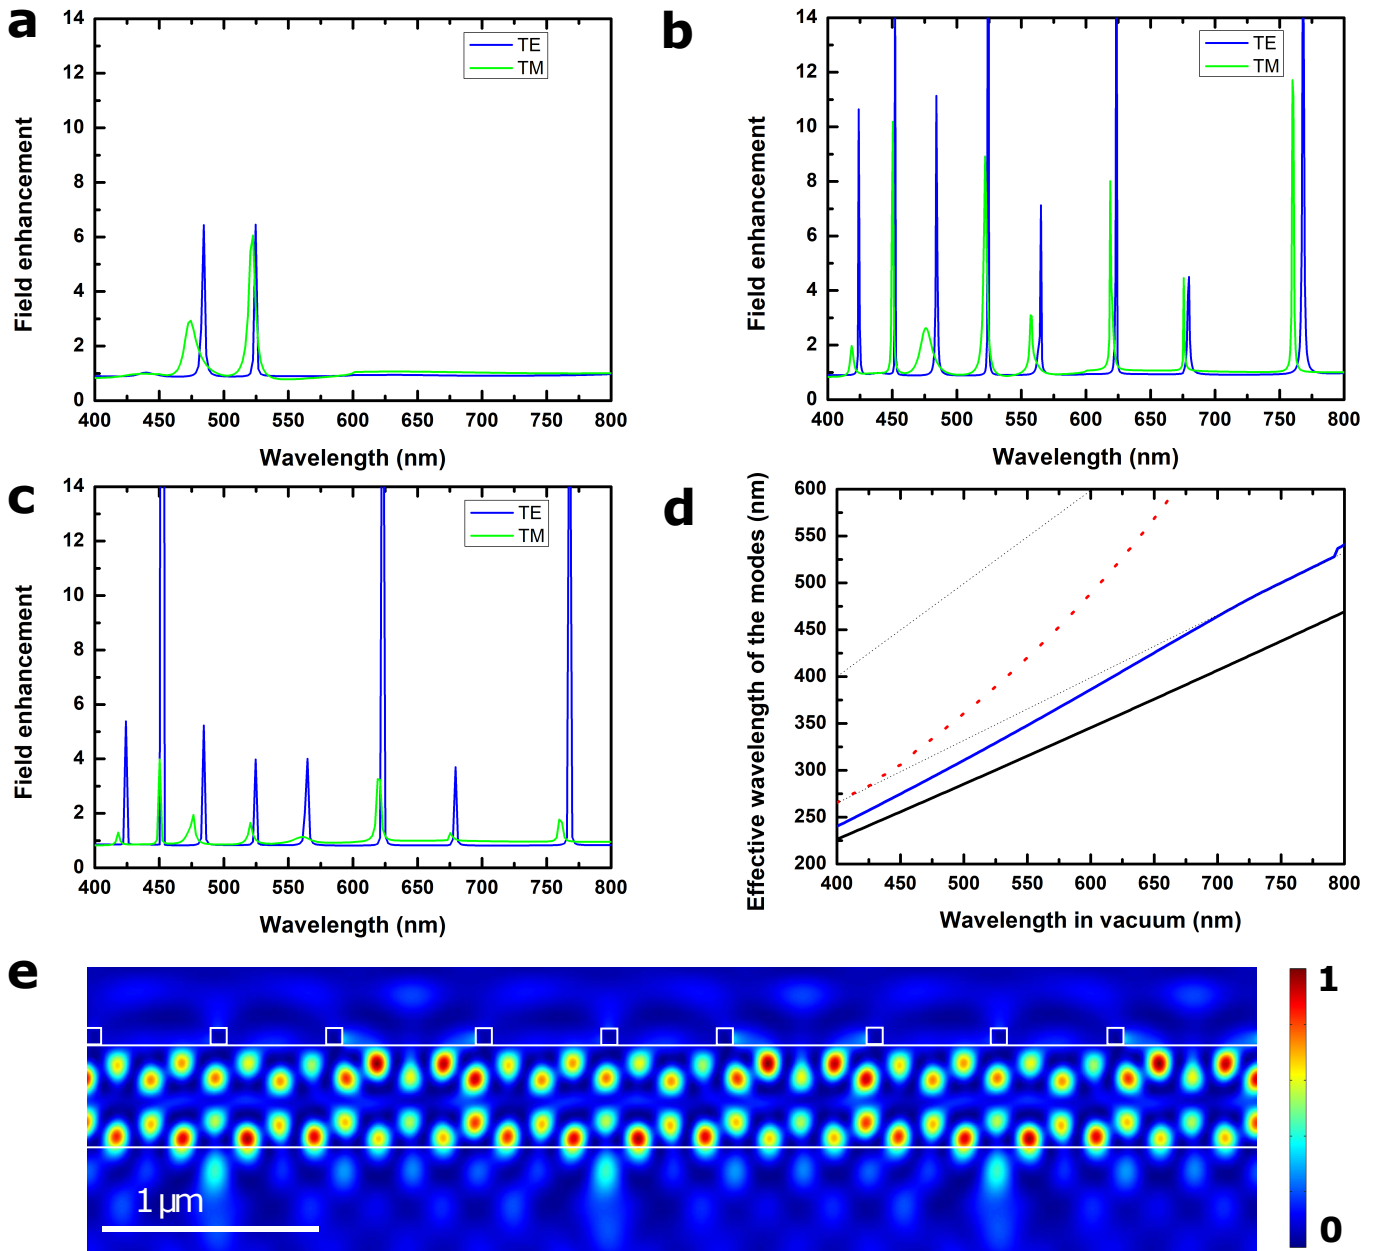 a
14
12
10
8
6
4
2
0
Field enhancement
TE
TM
400 450 500 550 600 650 700 750 800
Wavelength (nm)
b
14
12
10
8
6
4
2
0
Field enhancement
TE
TM
400 450 500 550 600 650 700 750 800
Wavelength (nm)
c
14
12
10
8
6
4
2
0
Field enhancement
TE
TM
400 450 500 550 600 650 700 750 800
Wavelength (nm)
d
600
550
500
450
400
350
300
250
200
Effective wavelength of the modes (nm)
400 450 500 550 600 650 700 750 800
Wavelength in vacuum (nm)
e
1 µm
1
0